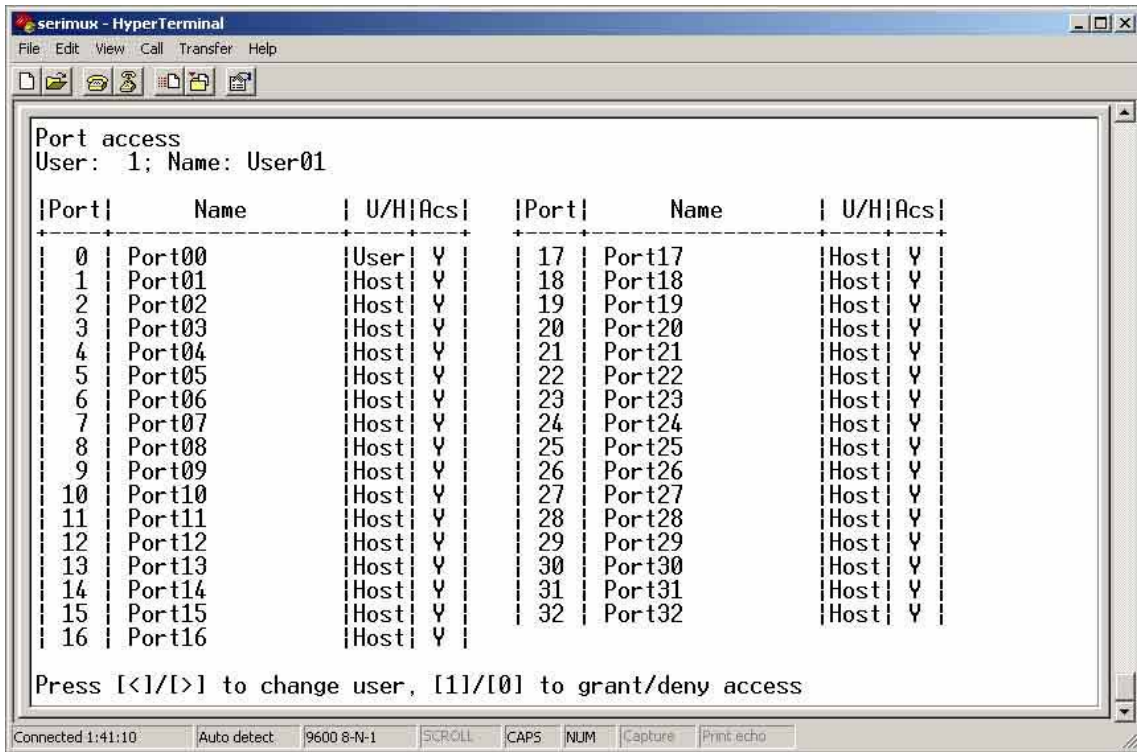 serimux - HyperTerminal
File Edit View Call Transfer Help
Port access
User:  1; Name: User01
|Port|     Name     | U/H|Acs|   |Port|     Name     | U/H|Acs|
| 0 | Port00 |User| Y |   | 17 | Port17 |Host| Y |
| 1 | Port01 |Host| Y |   | 18 | Port18 |Host| Y |
| 2 | Port02 |Host| Y |   | 19 | Port19 |Host| Y |
| 3 | Port03 |Host| Y |   | 20 | Port20 |Host| Y |
| 4 | Port04 |Host| Y |   | 21 | Port21 |Host| Y |
| 5 | Port05 |Host| Y |   | 22 | Port22 |Host| Y |
| 6 | Port06 |Host| Y |   | 23 | Port23 |Host| Y |
| 7 | Port07 |Host| Y |   | 24 | Port24 |Host| Y |
| 8 | Port08 |Host| Y |   | 25 | Port25 |Host| Y |
| 9 | Port09 |Host| Y |   | 26 | Port26 |Host| Y |
| 10 | Port10 |Host| Y |   | 27 | Port27 |Host| Y |
| 11 | Port11 |Host| Y |   | 28 | Port28 |Host| Y |
| 12 | Port12 |Host| Y |   | 29 | Port29 |Host| Y |
| 13 | Port13 |Host| Y |   | 30 | Port30 |Host| Y |
| 14 | Port14 |Host| Y |   | 31 | Port31 |Host| Y |
| 15 | Port15 |Host| Y |   | 32 | Port32 |Host| Y |
| 16 | Port16 |Host| Y |
Press [<]/[>] to change user, [1]/[0] to grant/deny access
Connected 1:41:10 Auto detect 9600 8-N-1 SCROLL CAPS NUM Capture Print echo